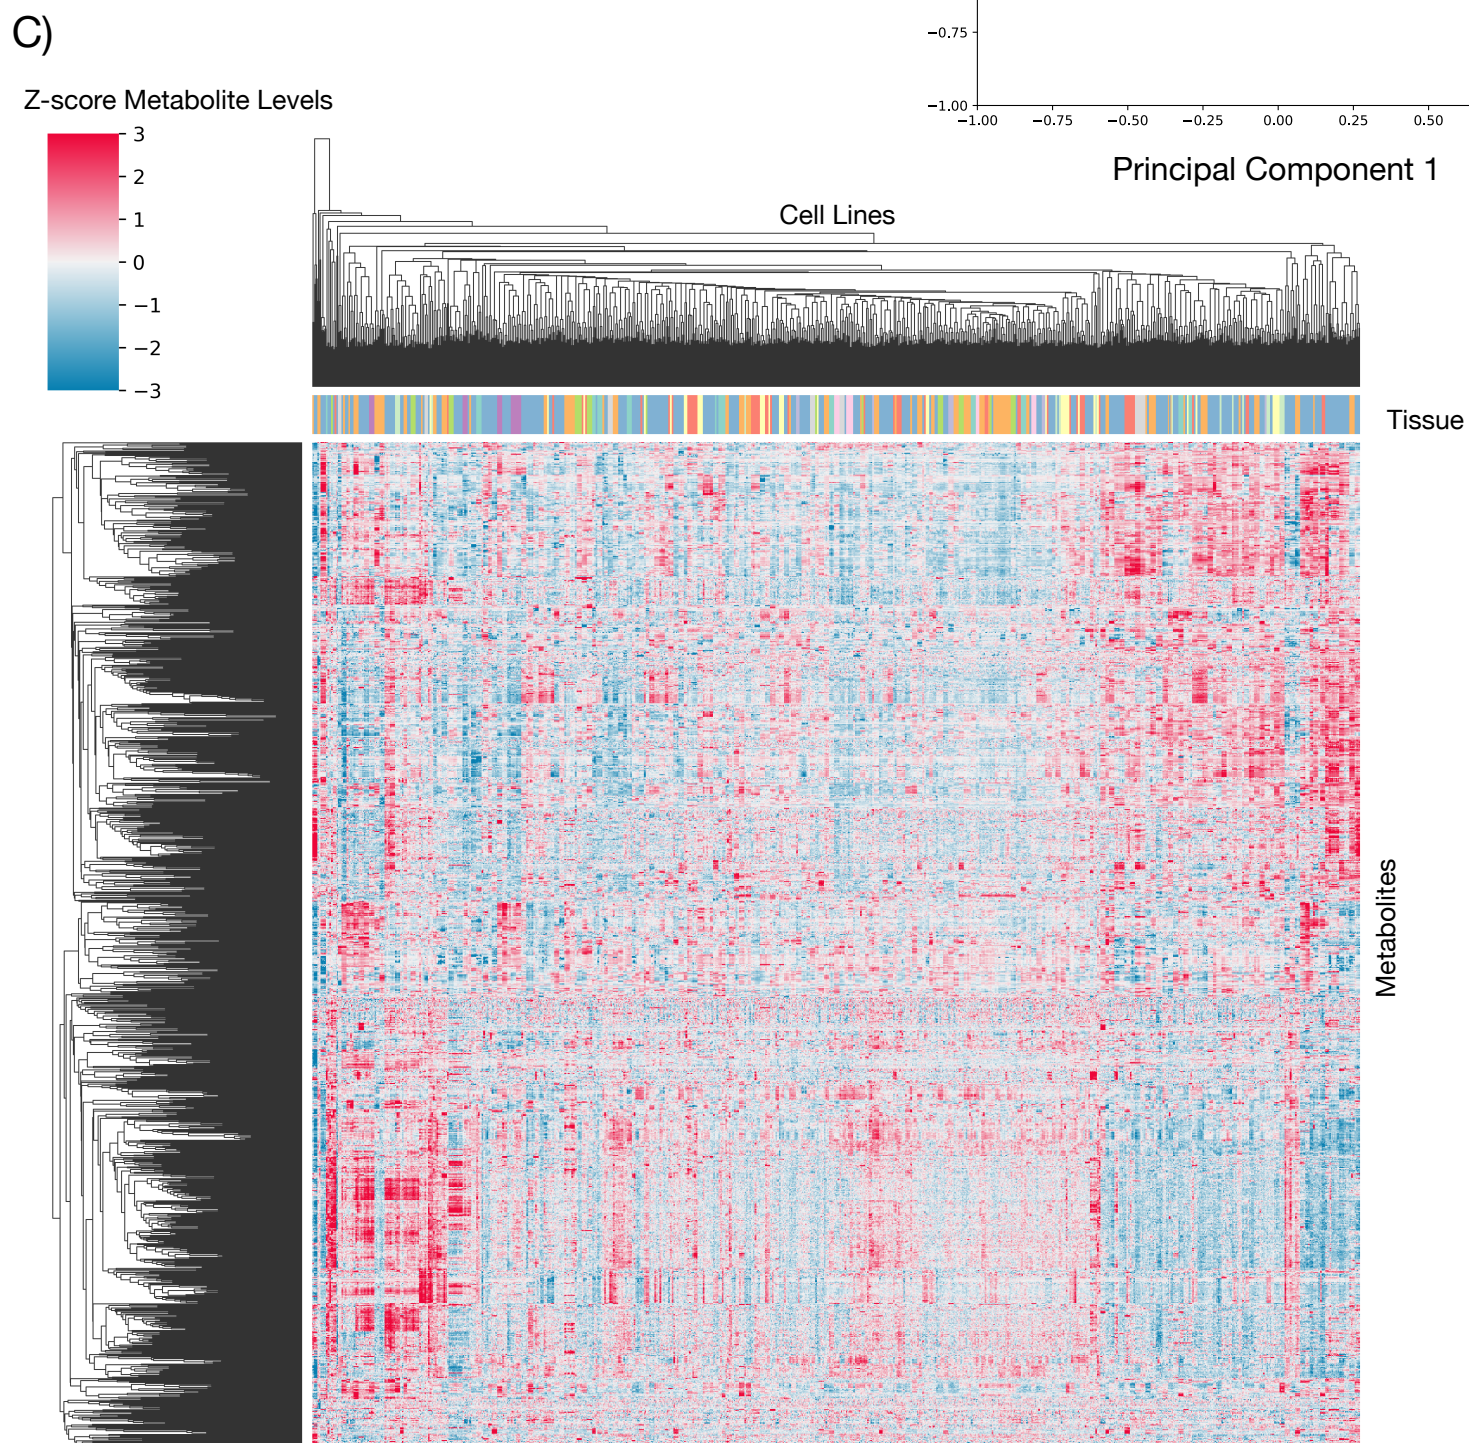 C)
−0.75
−1.00
−1.00 −0.75 −0.50 −0.25 0.00 0.25 0.50
Principal Component 1
Z-score Metabolite Levels
3
2
1
0
−1
−2
−3
Cell Lines
Tissue
Metabolites